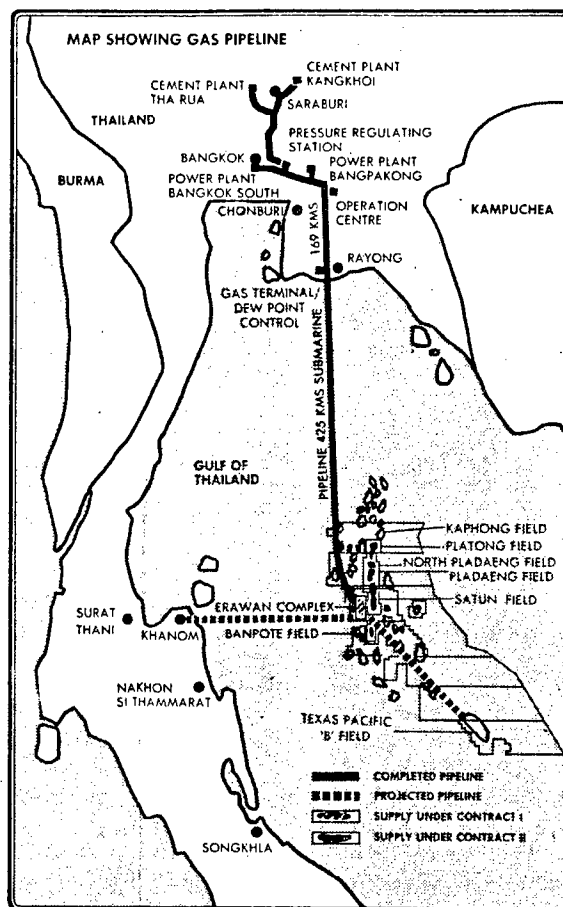 MAP SHOWING GAS PIPELINE
CEMENT PLANT
KANGKHOI
CEMENT PLANT
THA RUA
SARABURI
THAILAND
PRESSURE REGULATING
STATION
BANGKOK
POWER PLANT
BANGPAKONG
BURMA
POWER PLANT
BANGKOK SOUTH
OPERATION
CENTRE
KAMPUCHEA
CHONBURI
169 KMS
RAYONG
GAS TERMINAL/
DEW POINT
CONTROL
PIPELINE 425 KMS SUBMARINE
GULF OF
THAILAND
KAPHONG FIELD
PLATONG FIELD
NORTH PLADAENG FIELD
PLADAENG FIELD
SATUN FIELD
ERAWAN COMPLEX
SURAT
THANI
KHANOM
BANPOTE FIELD
NAKHON
SI THAMMARAT
TEXAS PACIFIC
'B' FIELD
COMPLETED PIPELINE
PROJECTED PIPELINE
SUPPLY UNDER CONTRACT I
SUPPLY UNDER CONTRACT II
SONGKHLA